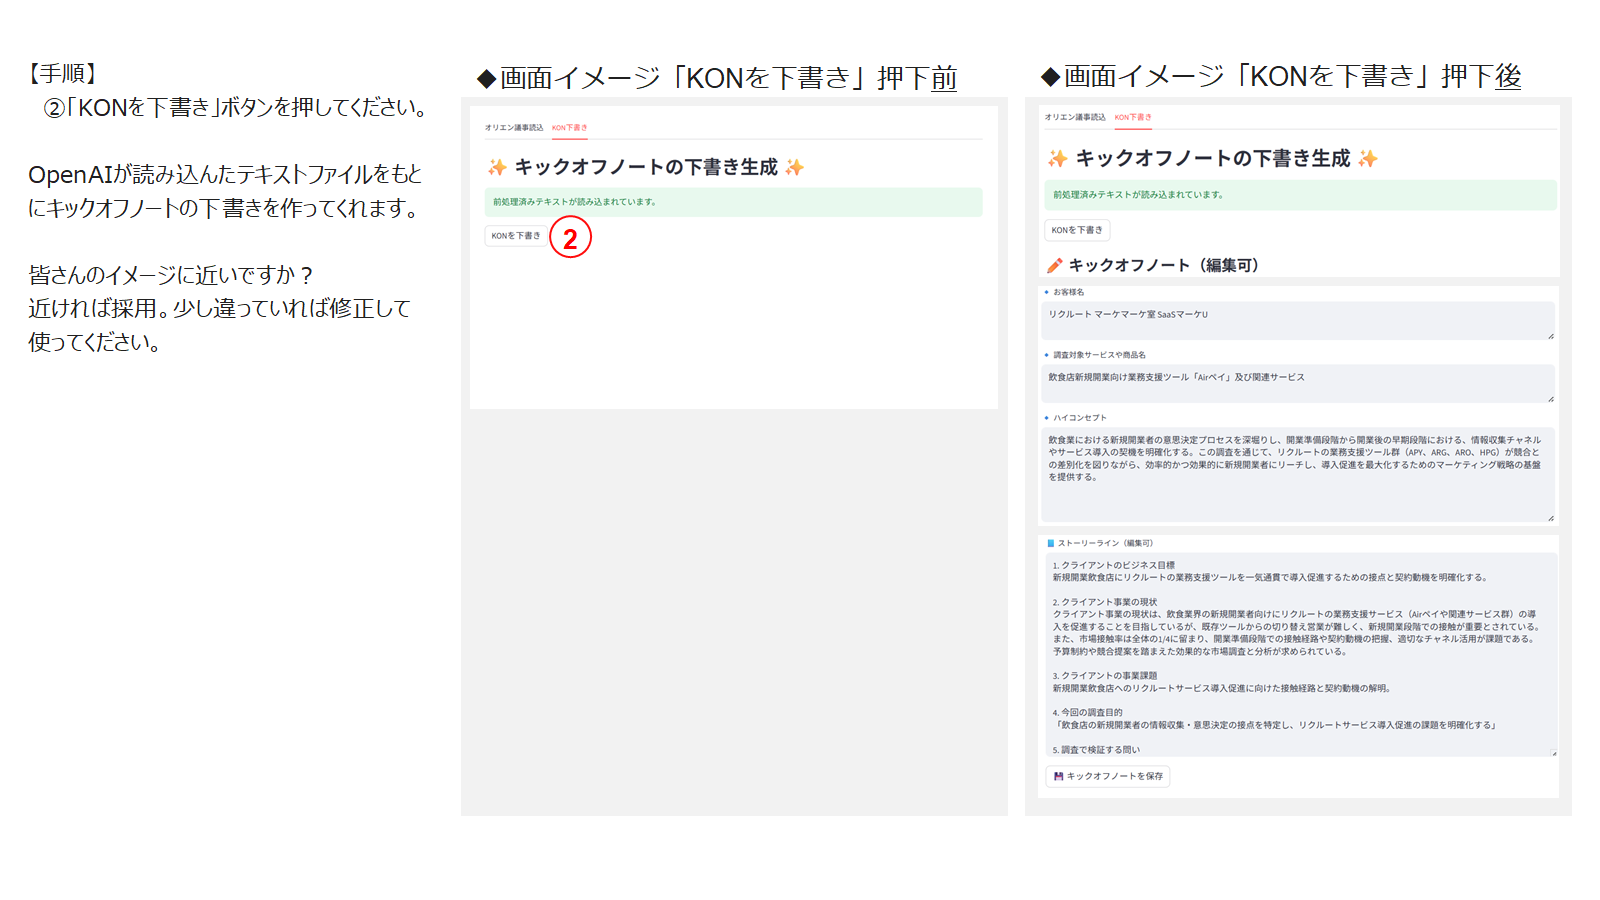 【手順】
②「KONを下書き」ボタンを押してください。
OpenAIが読み込んだテキストファイルをもと
にキックオフノートの下書きを作ってくれます。
皆さんのイメージに近いですか？
近ければ採用。少し違っていれば修正して
使ってください。
◆画面イメージ「KONを下書き」押下前
オリエン議事読込 KON下書き
✨ キックオフノートの下書き生成 ✨
前処理済みテキストが読み込まれています。
KONを下書き
2
◆画面イメージ「KONを下書き」押下後
オリエン議事読込 KON下書き
✨ キックオフノートの下書き生成 ✨
前処理済みテキストが読み込まれています。
KONを下書き
キックオフノート（編集可）
お客様名
リクルート マーケマーケ室 SaaSマーケU
調査対象サービスや商品名
飲食店新規開業向け業務支援ツール「Airペイ」及び関連サービス
ハイコンセプト
飲食業における新規開業者の意思決定プロセスを深堀りし、開業準備段階から開業後の早期段階における、情報収集チャネル
やサービス導入の契機を明確化する。この調査を通じて、リクルートの業務支援ツール群（APY、ARG、ARO、HPG）が競合と
の差別化を図りながら、効率的かつ効果的に新規開業者にリーチし、導入促進を最大化するためのマーケティング戦略の基盤
を提供する。
ストーリーライン（編集可）
1. クライアントのビジネス目標
新規開業飲食店にリクルートの業務支援ツールを一気通貫で導入促進するための接点と契約動機を明確化する。
2. クライアント事業の現状
クライアント事業の現状は、飲食業界の新規開業者向けにリクルートの業務支援サービス（Airペイや関連サービス群）の導
入を促進することを目指しているが、既存ツールからの切り替え営業が難しく、新規開業段階での接触が重要とされている。
また、市場接触率は全体の1/4に留まり、開業準備段階での接触経路や契約動機の把握、適切なチャネル活用が課題である。
予算制約や競合提案を踏まえた効果的な市場調査と分析が求められている。
3. クライアントの事業課題
新規開業飲食店へのリクルートサービス導入促進に向けた接触経路と契約動機の解明。
4. 今回の調査目的
「飲食店の新規開業者の情報収集・意思決定の接点を特定し、リクルートサービス導入促進の課題を明確化する」
5. 調査で検証する問い
キックオフノートを保存